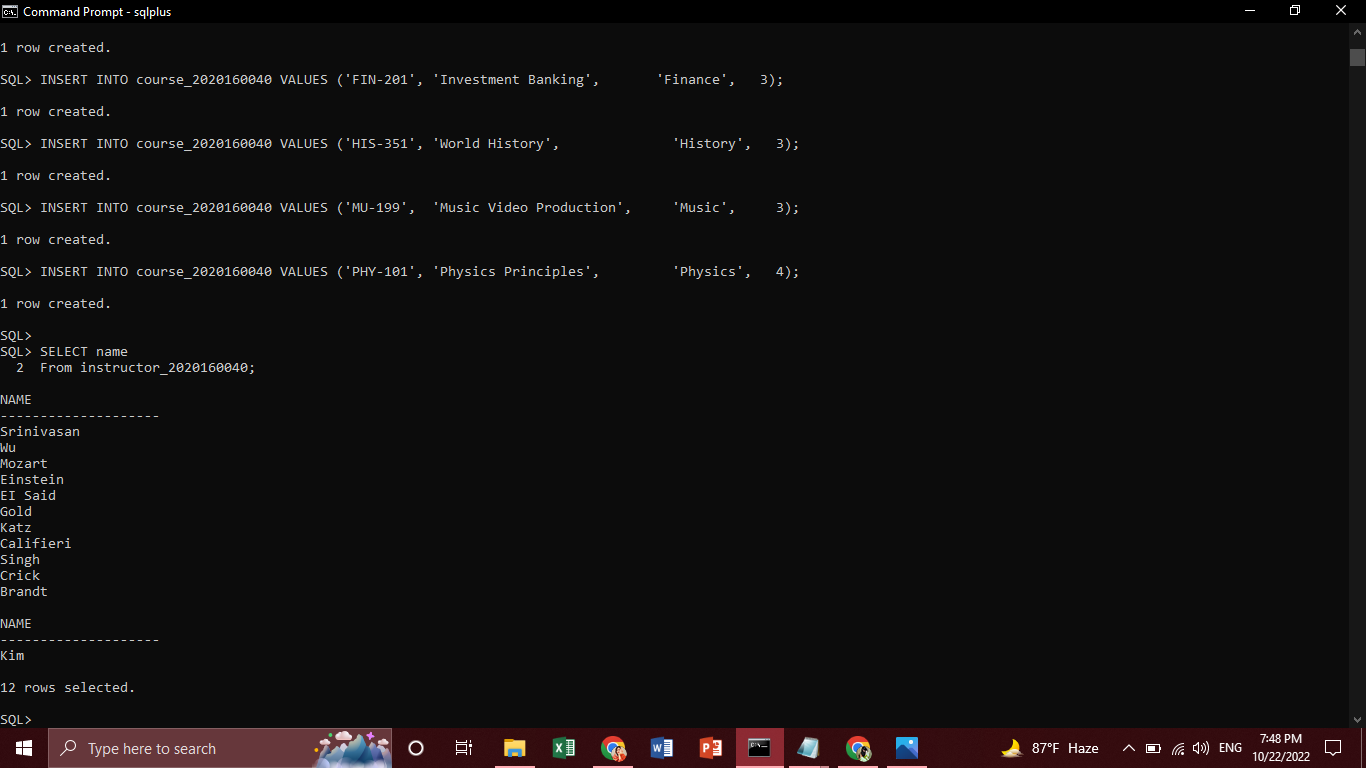 Command Prompt - sqlplus
1 row created.
SQL> INSERT INTO course_2020160040 VALUES ('FIN-201', 'Investment Banking', 'Finance', 3);
1 row created.
SQL> INSERT INTO course_2020160040 VALUES ('HIS-351', 'World History', 'History', 3);
1 row created.
SQL> INSERT INTO course_2020160040 VALUES ('MU-199', 'Music Video Production', 'Music', 3);
1 row created.
SQL> INSERT INTO course_2020160040 VALUES ('PHY-101', 'Physics Principles', 'Physics', 4);
1 row created.
SQL>
SQL> SELECT name
2 From instructor_2020160040;
NAME
--------------------
Srinivasan
Wu
Mozart
Einstein
EI Said
Gold
Katz
Califieri
Singh
Crick
Brandt
NAME
--------------------
Kim
12 rows selected.
SQL>
Type here to search
87°F Haze
ENG
7:48 PM
10/22/2022